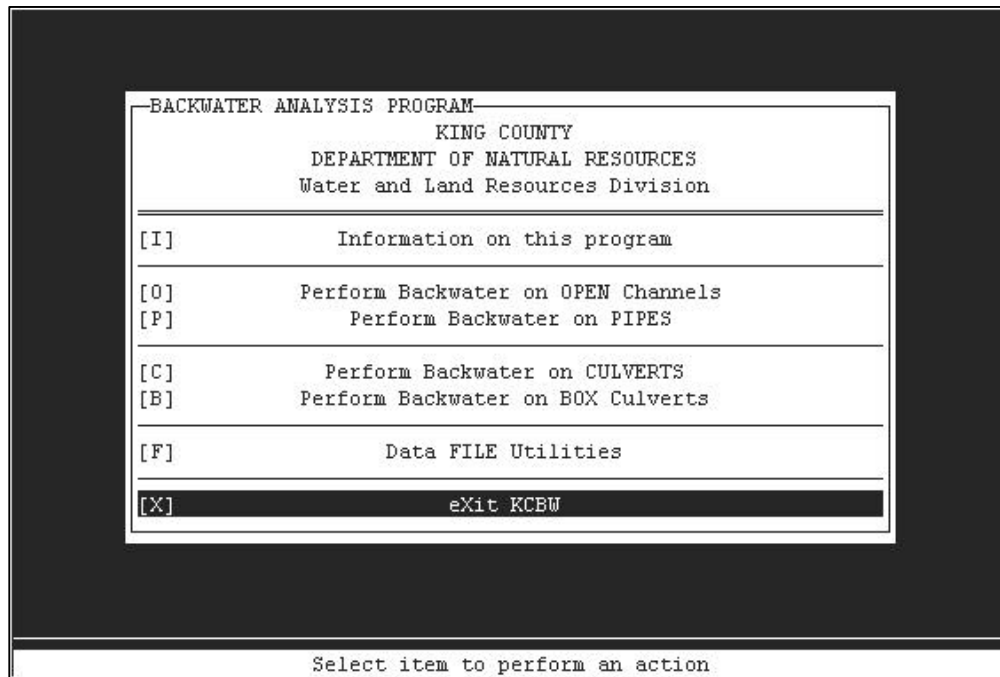 BACKWATER ANALYSIS PROGRAM
KING COUNTY
DEPARTMENT OF NATURAL RESOURCES
Water and Land Resources Division
[I] Information on this program
[O] Perform Backwater on OPEN Channels
[P] Perform Backwater on PIPES
[C] Perform Backwater on CULVERTS
[B] Perform Backwater on BOX Culverts
[F] Data FILE Utilities
[X] eXit KCBW
Select item to perform an action